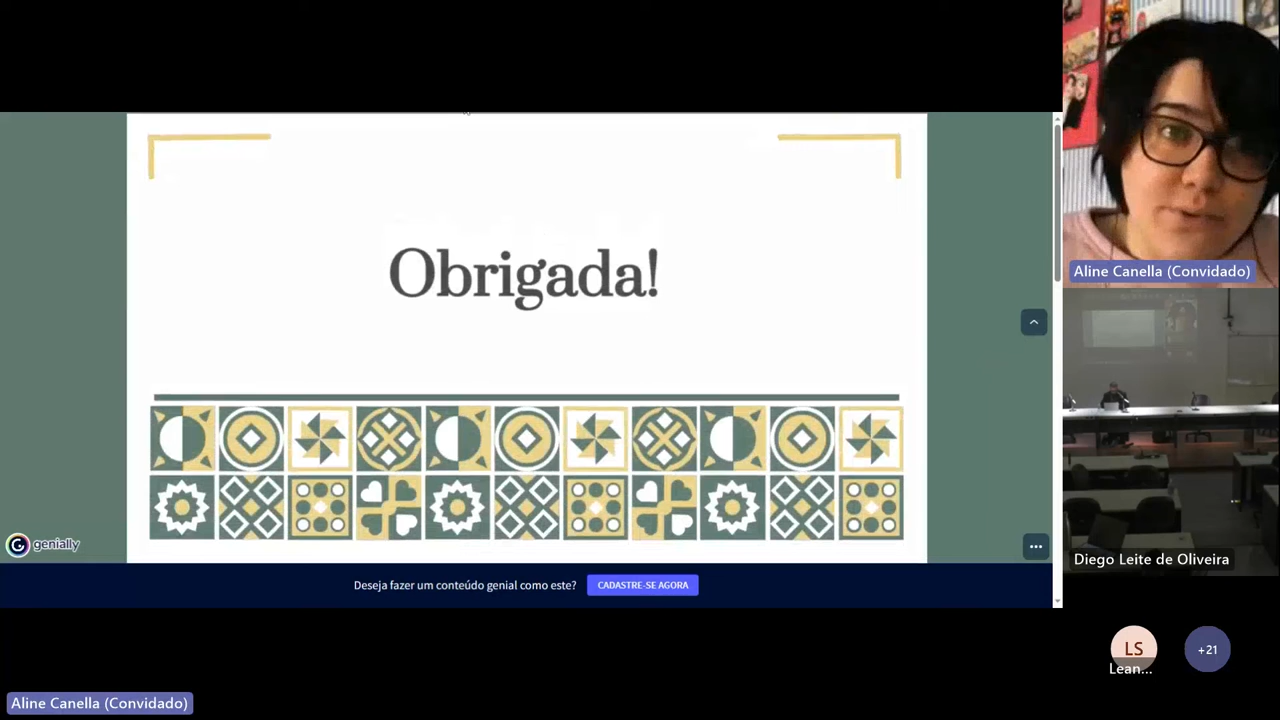 Obrigada!
genially
Deseja fazer um conteúdo genial como este?
CADASTRE-SE AGORA
Aline Canella (Convidado)
Diego Leite de Oliveira
LS
Lean...
+21
Aline Canella (Convidado)